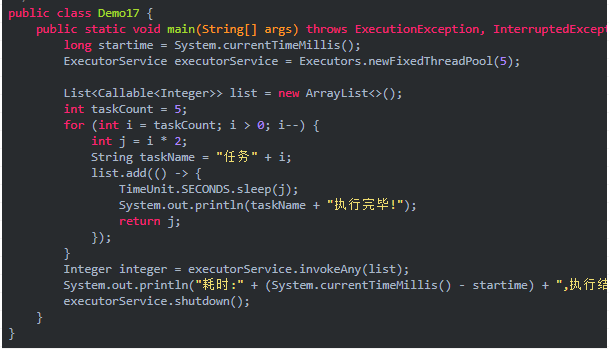 public class Demo17 {
    public static void main(String[] args) throws ExecutionException, InterruptedExcept
        long startime = System.currentTimeMillis();
        ExecutorService executorService = Executors.newFixedThreadPool(5);
        List<Callable<Integer>> list = new ArrayList<>();
        int taskCount = 5;
        for (int i = taskCount; i > 0; i--) {
            int j = i * 2;
            String taskName = "任务" + i;
            list.add(() -> {
                TimeUnit.SECONDS.sleep(j);
                System.out.println(taskName + "执行完毕!");
                return j;
            });
        }
        Integer integer = executorService.invokeAny(list);
        System.out.println("耗时:" + (System.currentTimeMillis() - startime) + ",执行结
        executorService.shutdown();
    }
}